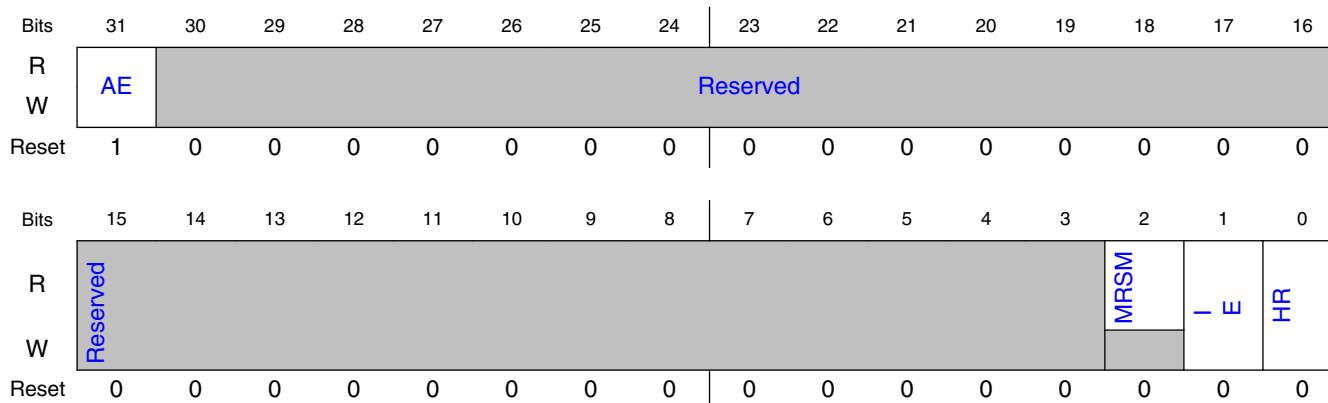 Bits 31 30 29 28 27 26 25 24 23 22 21 20 19 18 17 16
R
AE Reserved
W
Reset 1 0 0 0 0 0 0 0 0 0 0 0 0 0 0 0
Bits 15 14 13 12 11 10 9 8 7 6 5 4 3 2 1 0
R Reserved MRSM I E HR
W
Reset 0 0 0 0 0 0 0 0 0 0 0 0 0 0 0 0